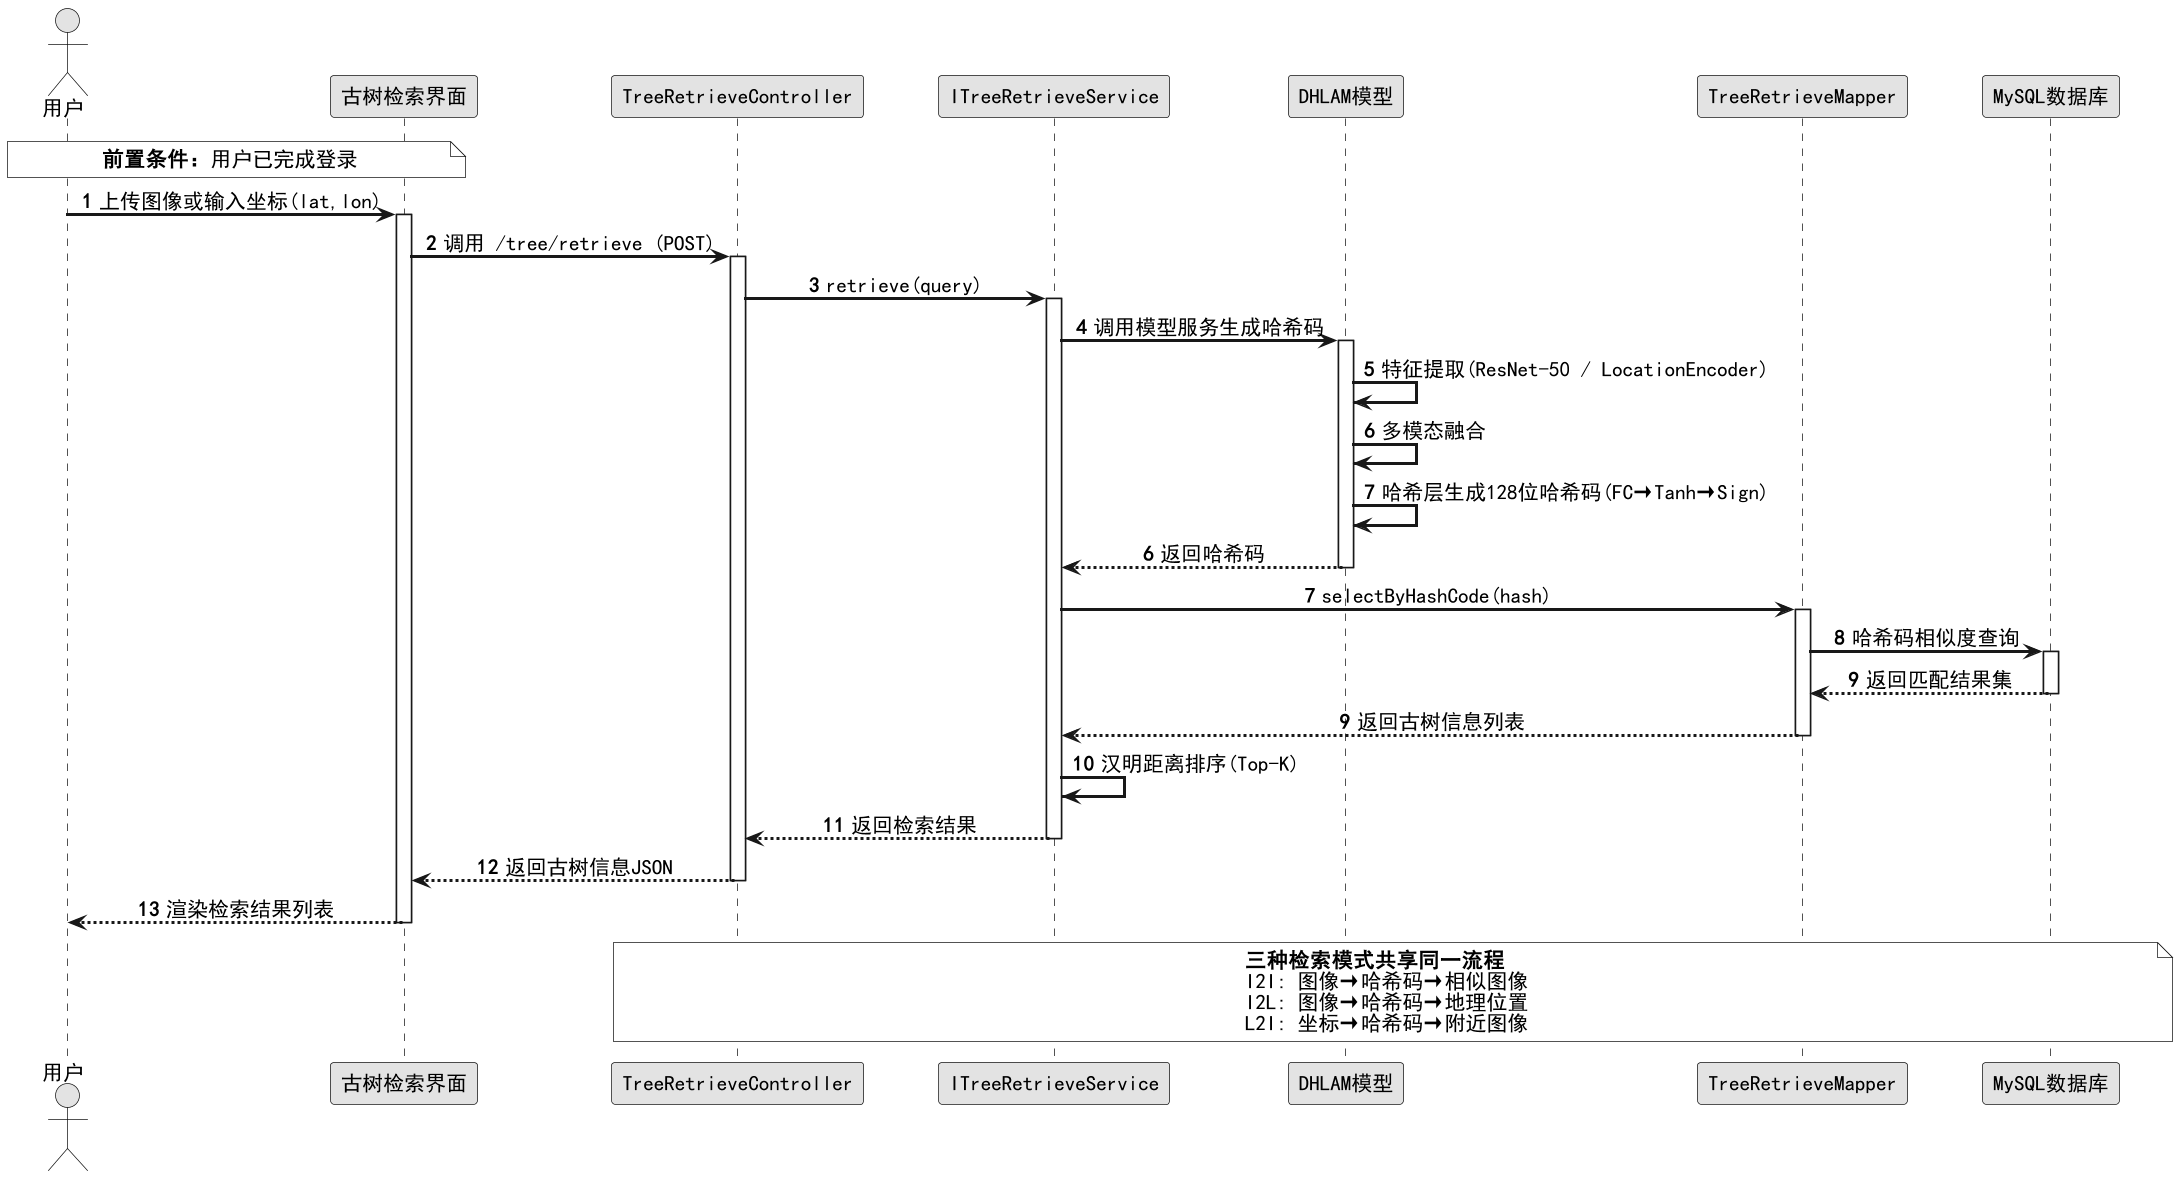 用户
古树检索界面
TreeRetrieveController
ITreeRetrieveService
DHLAM模型
TreeRetrieveMapper
MySQL数据库
前置条件：用户已完成登录
1 上传图像或输入坐标(lat,lon)
2 调用 /tree/retrieve (POST)
3 retrieve(query)
4 调用模型服务生成哈希码
5 特征提取(ResNet-50 / LocationEncoder)
6 多模态融合
7 哈希层生成128位哈希码(FC→Tanh→Sign)
6 返回哈希码
7 selectByHashCode(hash)
8 哈希码相似度查询
9 返回匹配结果集
9 返回古树信息列表
10 汉明距离排序(Top-K)
11 返回检索结果
12 返回古树信息JSON
13 渲染检索结果列表
三种检索模式共享同一流程
I2I: 图像→哈希码→相似图像
I2L: 图像→哈希码→地理位置
L2I: 坐标→哈希码→附近图像
用户
古树检索界面
TreeRetrieveController
ITreeRetrieveService
DHLAM模型
TreeRetrieveMapper
MySQL数据库